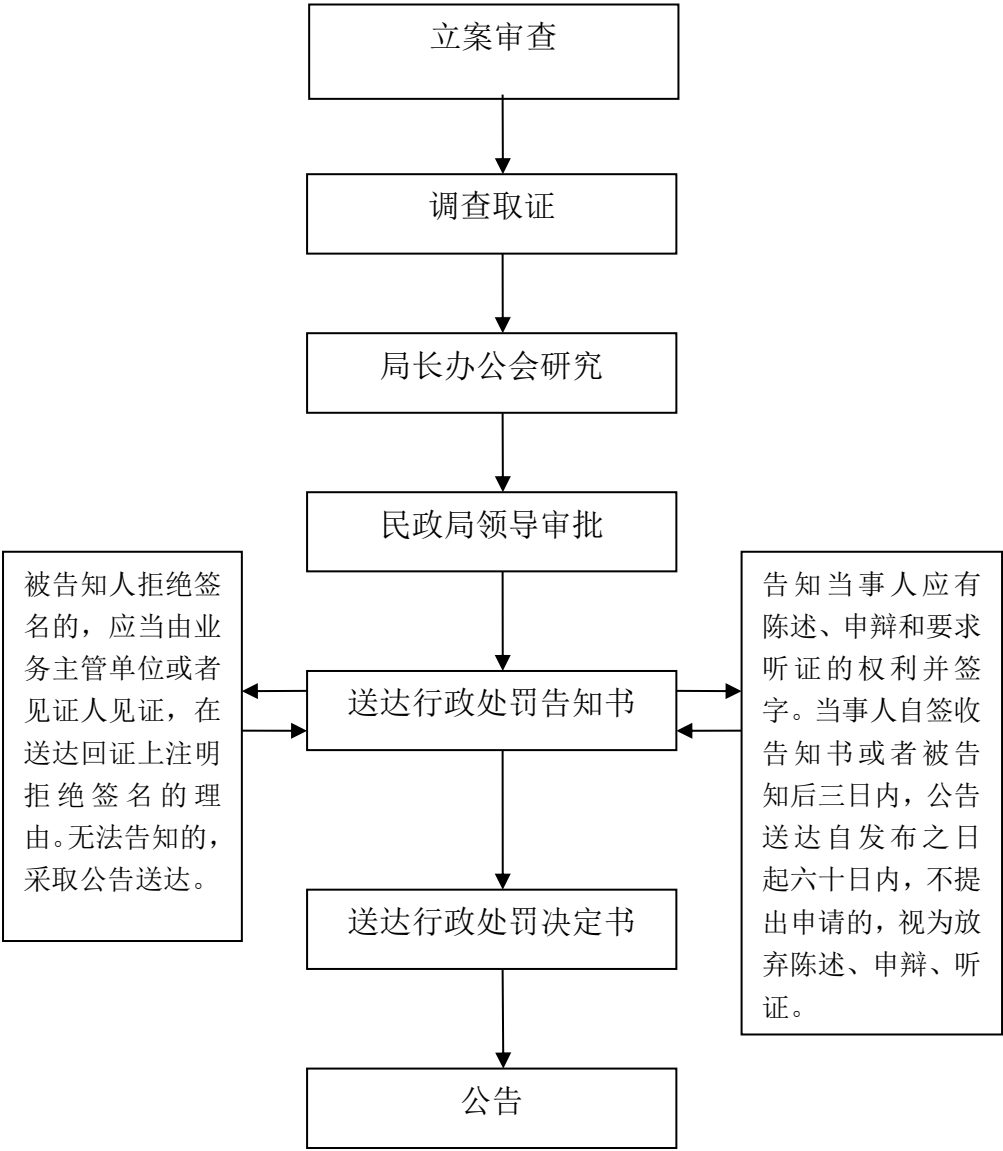 立案审查
调查取证
局长办公会研究
民政局领导审批
被告知人拒绝签
名的，应当由业
务主管单位或者
见证人见证，在
送达回证上注明
拒绝签名的理
由。无法告知的，
采取公告送达。
送达行政处罚告知书
告知当事人应有
陈述、申辩和要求
听证的权利并签
字。当事人自签收
告知书或者被告
知后三日内，公告
送达自发布之日
起六十日内，不提
出申请的，视为放
弃陈述、申辩、听
证。
送达行政处罚决定书
公告